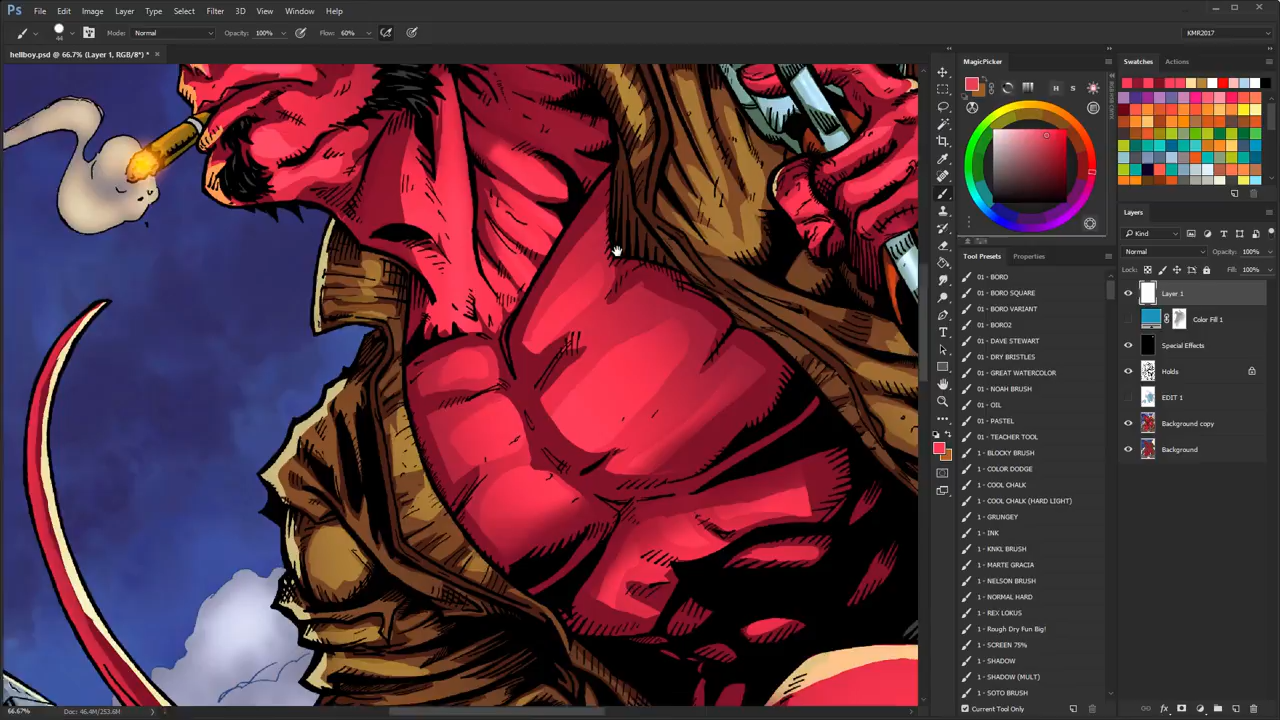 Ps File Edit Image Layer Type Select Filter 3D View Window Help
44 Mode: Normal Opacity: 100% Flow: 60% KMR2017
hellboy.psd @ 66.7% (Layer 1, RGB/8*) *
MagicPicker
H S
Swatches Actions
Layers
Kind
Normal Opacity: 100%
Locks: Fill: 100%
Layer 1
Color Fill 1
Special Effects
Holds
EDIT 1
Background copy
Background
Tool Presets Properties
01 - BORO
01 - BORO SQUARE
01 - BORO VARIANT
01 - BORO2
01 - DAVE STEWART
01 - DRY BRISTLES
01 - GREAT WATERCOLOR
01 - NOAH BRUSH
01 - OIL
01 - PASTEL
01 - TEACHER TOOL
1 - BLOCKY BRUSH
1 - COLOR DODGE
1 - COOL CHALK
1 - COOL CHALK (HARD LIGHT)
1 - GRUNGEY
1 - INK
1 - KNKL BRUSH
1 - MARTE GRACIA
1 - NELSON BRUSH
1 - NORMAL HARD
1 - REX LOKUS
1 - Rough Dry Fun Big!
1 - SCREEN 75%
1 - SHADOW
1 - SHADOW (MULT)
1 - SOTO BRUSH
Current Tool Only
66.67% Doc: 46.4M/253.6M